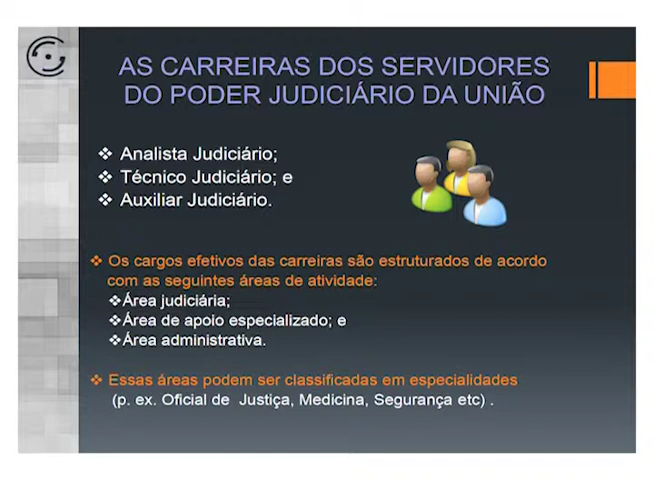 AS CARREIRAS DOS SERVIDORES
DO PODER JUDICIÁRIO DA UNIÃO
❖ Analista Judiciário;
❖ Técnico Judiciário; e
❖ Auxiliar Judiciário.
❖ Os cargos efetivos das carreiras são estruturados de acordo
com as seguintes áreas de atividade:
❖Área judiciária;
❖Área de apoio especializado; e
❖Área administrativa.
❖ Essas áreas podem ser classificadas em especialidades
(p. ex. Oficial de Justiça, Medicina, Segurança etc) .